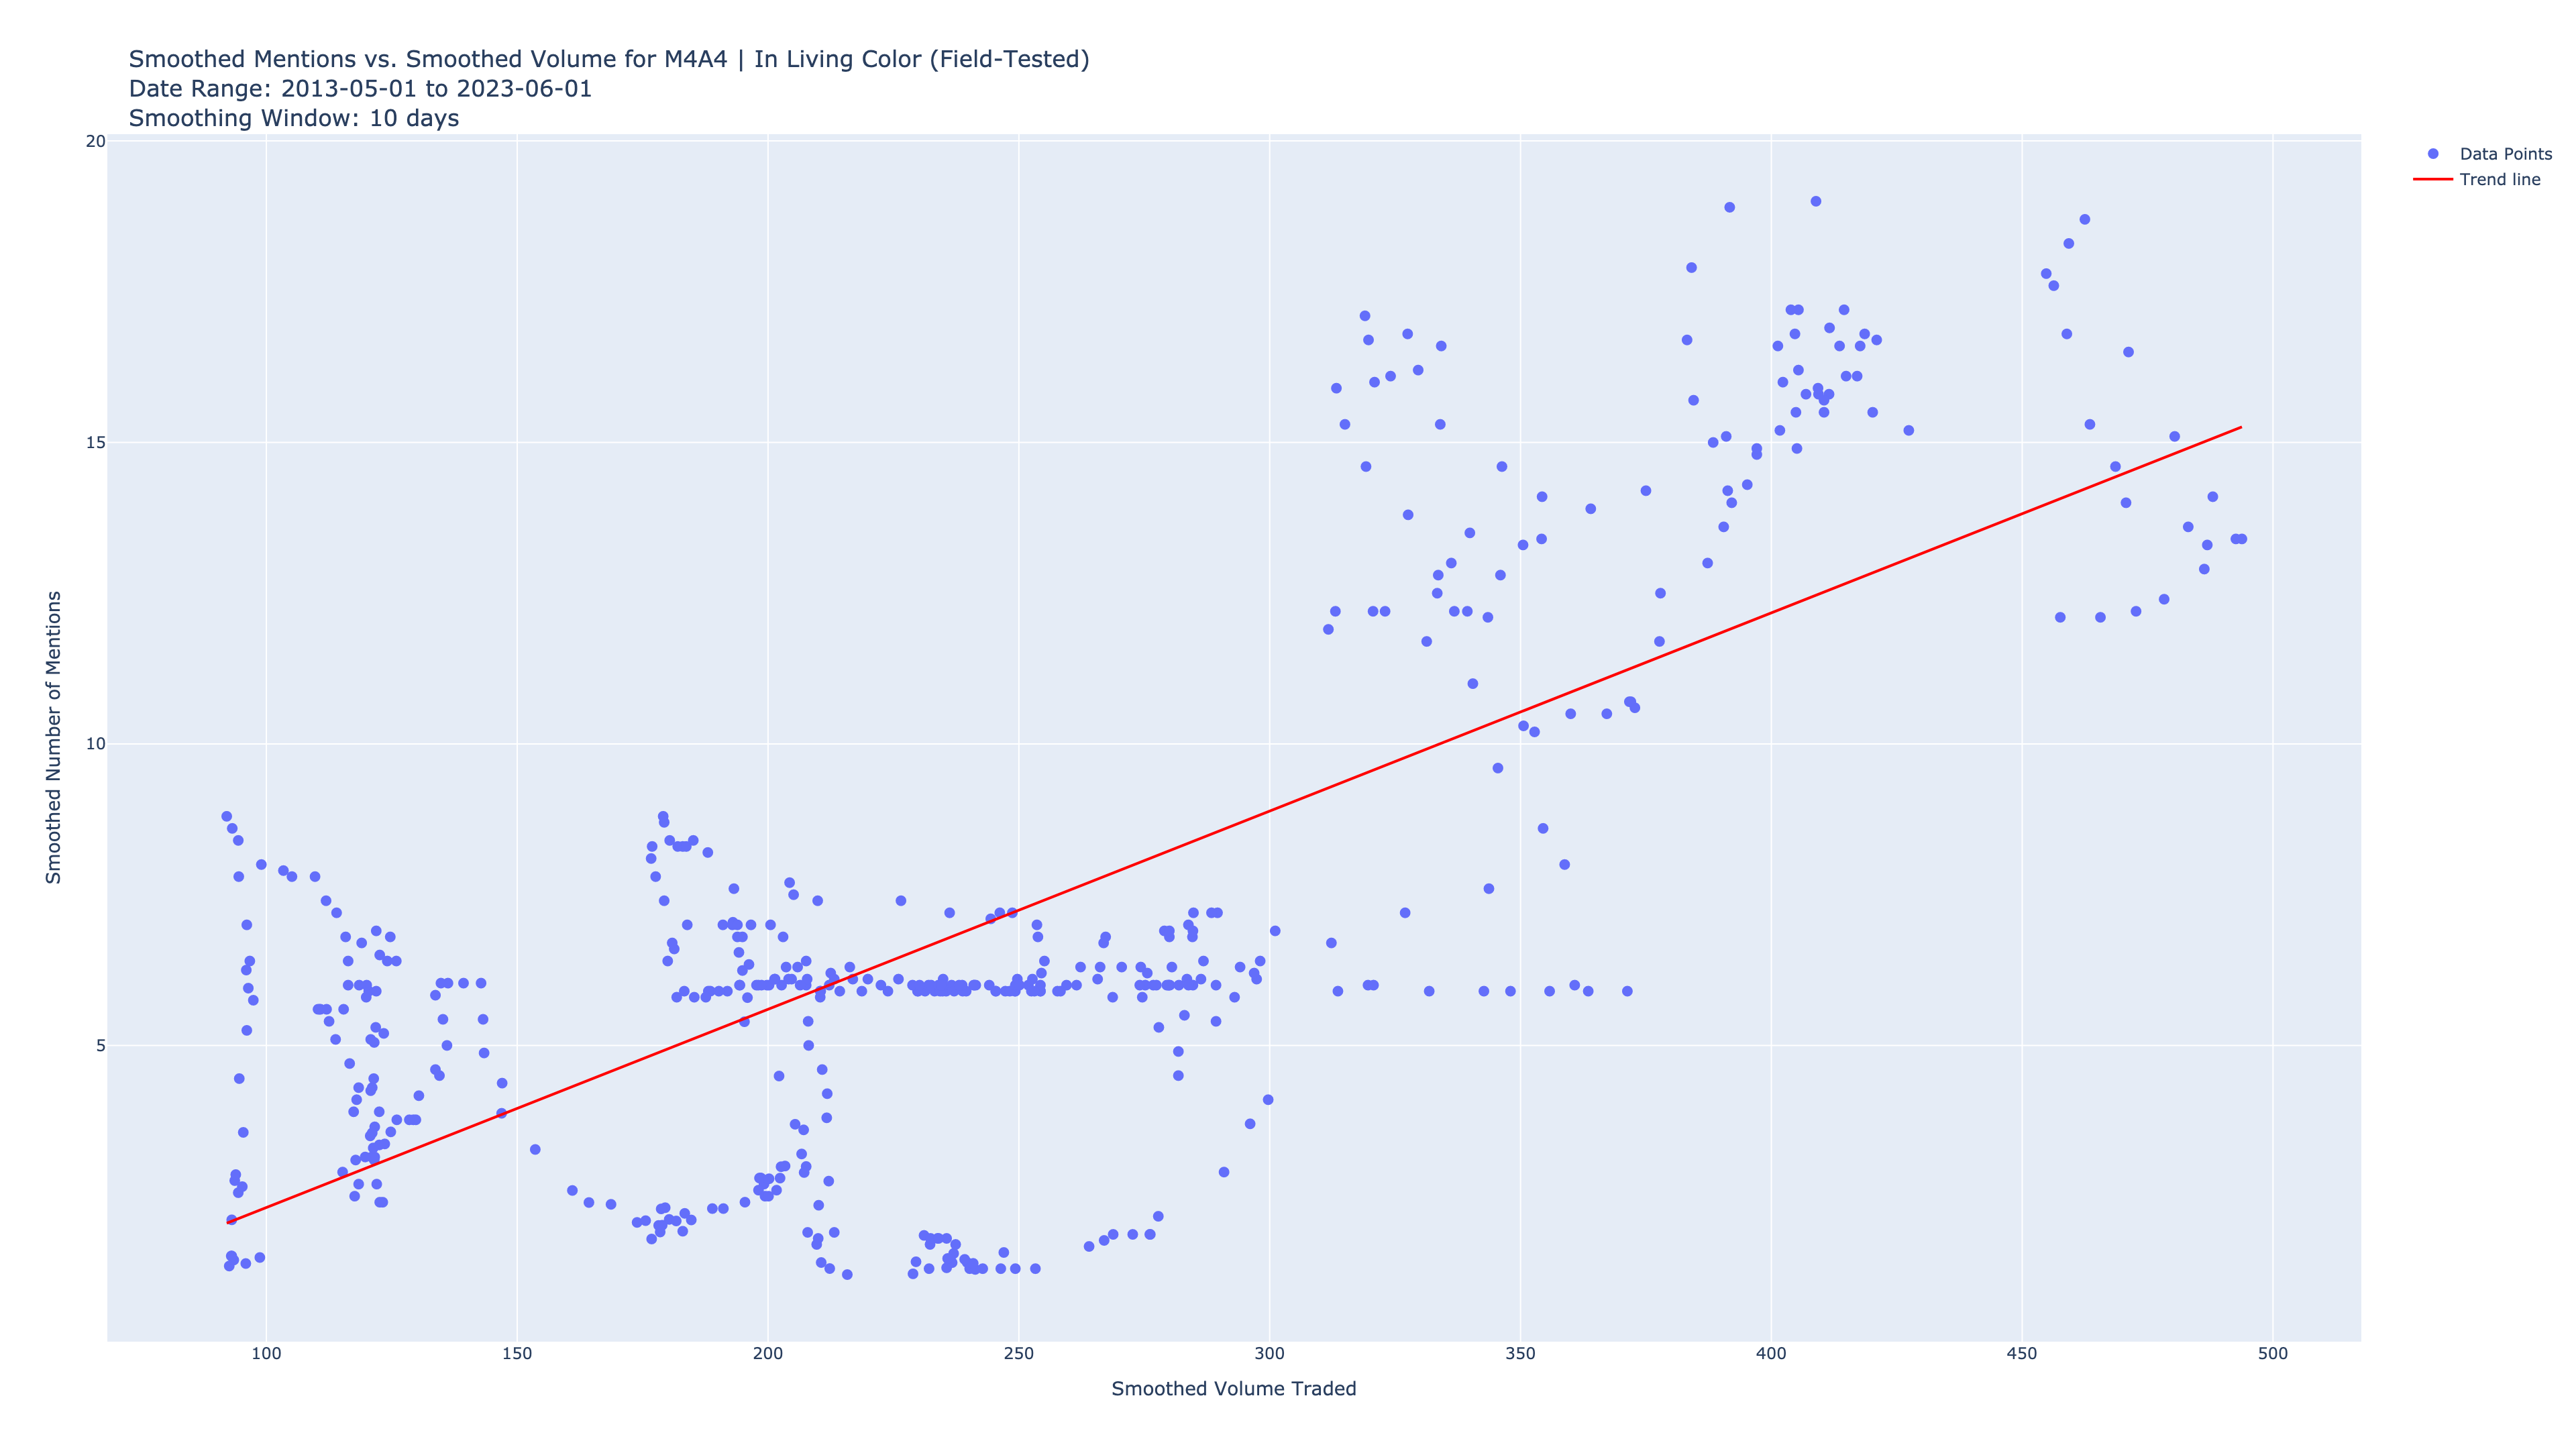 Smoothed Mentions vs. Smoothed Volume for M4A4 | In Living Color (Field-Tested)
Date Range: 2013-05-01 to 2023-06-01
Smoothing Window: 10 days
Data Points
Trend line
20
15
10
5
Smoothed Number of Mentions
100 150 200 250 300 350 400 450 500
Smoothed Volume Traded